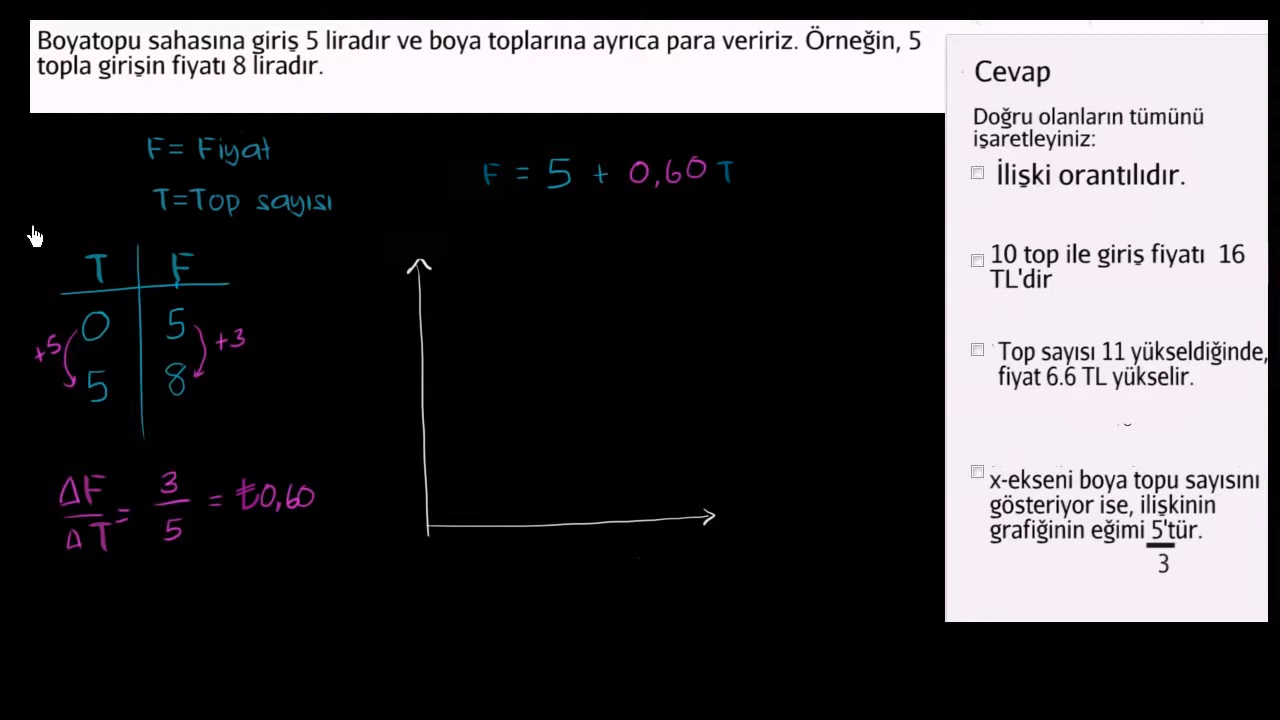 Boyatopu sahasına giriş 5 liradır ve boya toplarına ayrıca para veririz. Örneğin, 5
topla girişin fiyatı 8 liradır.
F = Fiyat
T=Top sayısı
F = 5 + 0,60 T
T F
0 5
+5 +3
5 8
ΔF/ΔT = 3/5 = ₺0,60
Cevap
Doğru olanların tümünü
işaretleyiniz:
İlişki orantılıdır.
10 top ile giriş fiyatı 16
TL'dir
Top sayısı 11 yükseldiğinde,
fiyat 6.6 TL yükselir.
x-ekseni boya topu sayısını
gösteriyor ise, ilişkinin
grafiğinin eğimi 5'tür.
3